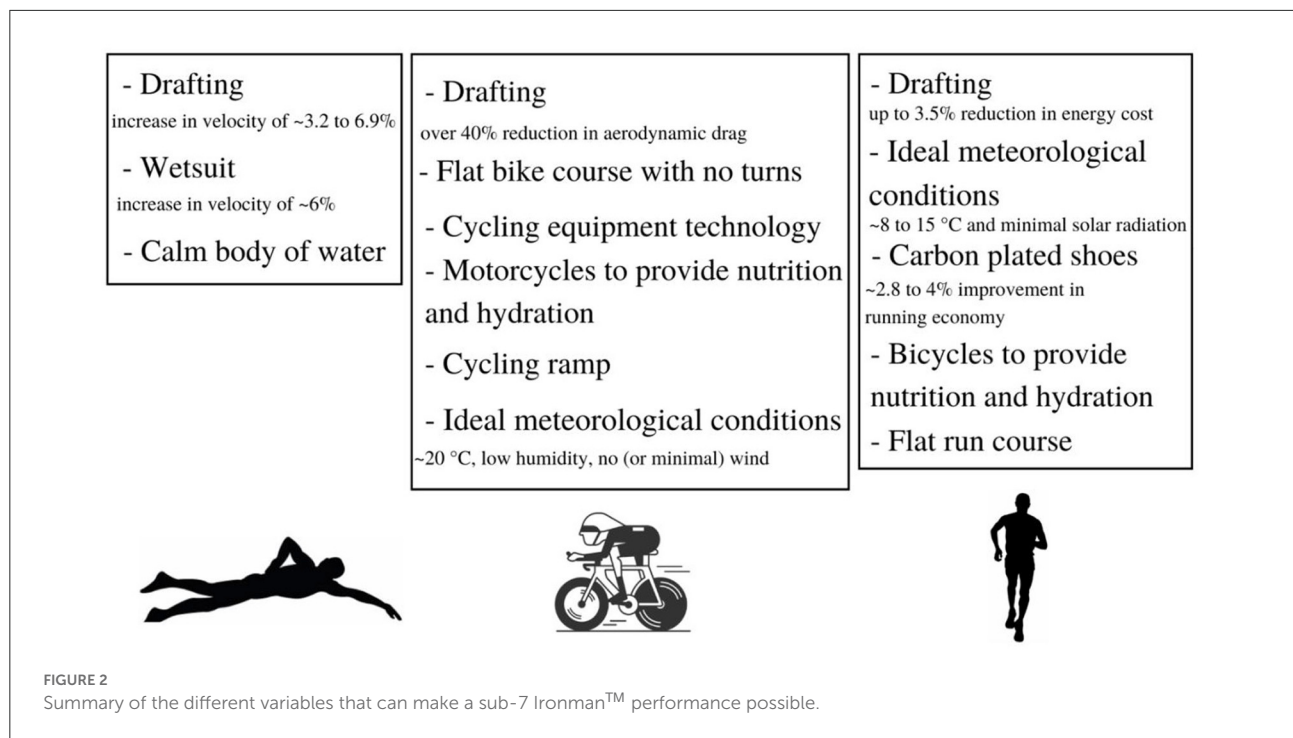 - Drafting
increase in velocity of ~3.2 to 6.9%
- Wetsuit
increase in velocity of ~6%
- Calm body of water
- Drafting
over 40% reduction in aerodynamic drag
- Flat bike course with no turns
- Cycling equipment technology
- Motorcycles to provide nutrition
and hydration
- Cycling ramp
- Ideal meteorological conditions
~20 °C, low humidity, no (or minimal) wind
- Drafting
up to 3.5% reduction in energy cost
- Ideal meteorological
conditions
~8 to 15 °C and minimal solar radiation
- Carbon plated shoes
~2.8 to 4% improvement in
running economy
- Bicycles to provide
nutrition and hydration
- Flat run course
FIGURE 2
Summary of the different variables that can make a sub-7 Ironman™ performance possible.